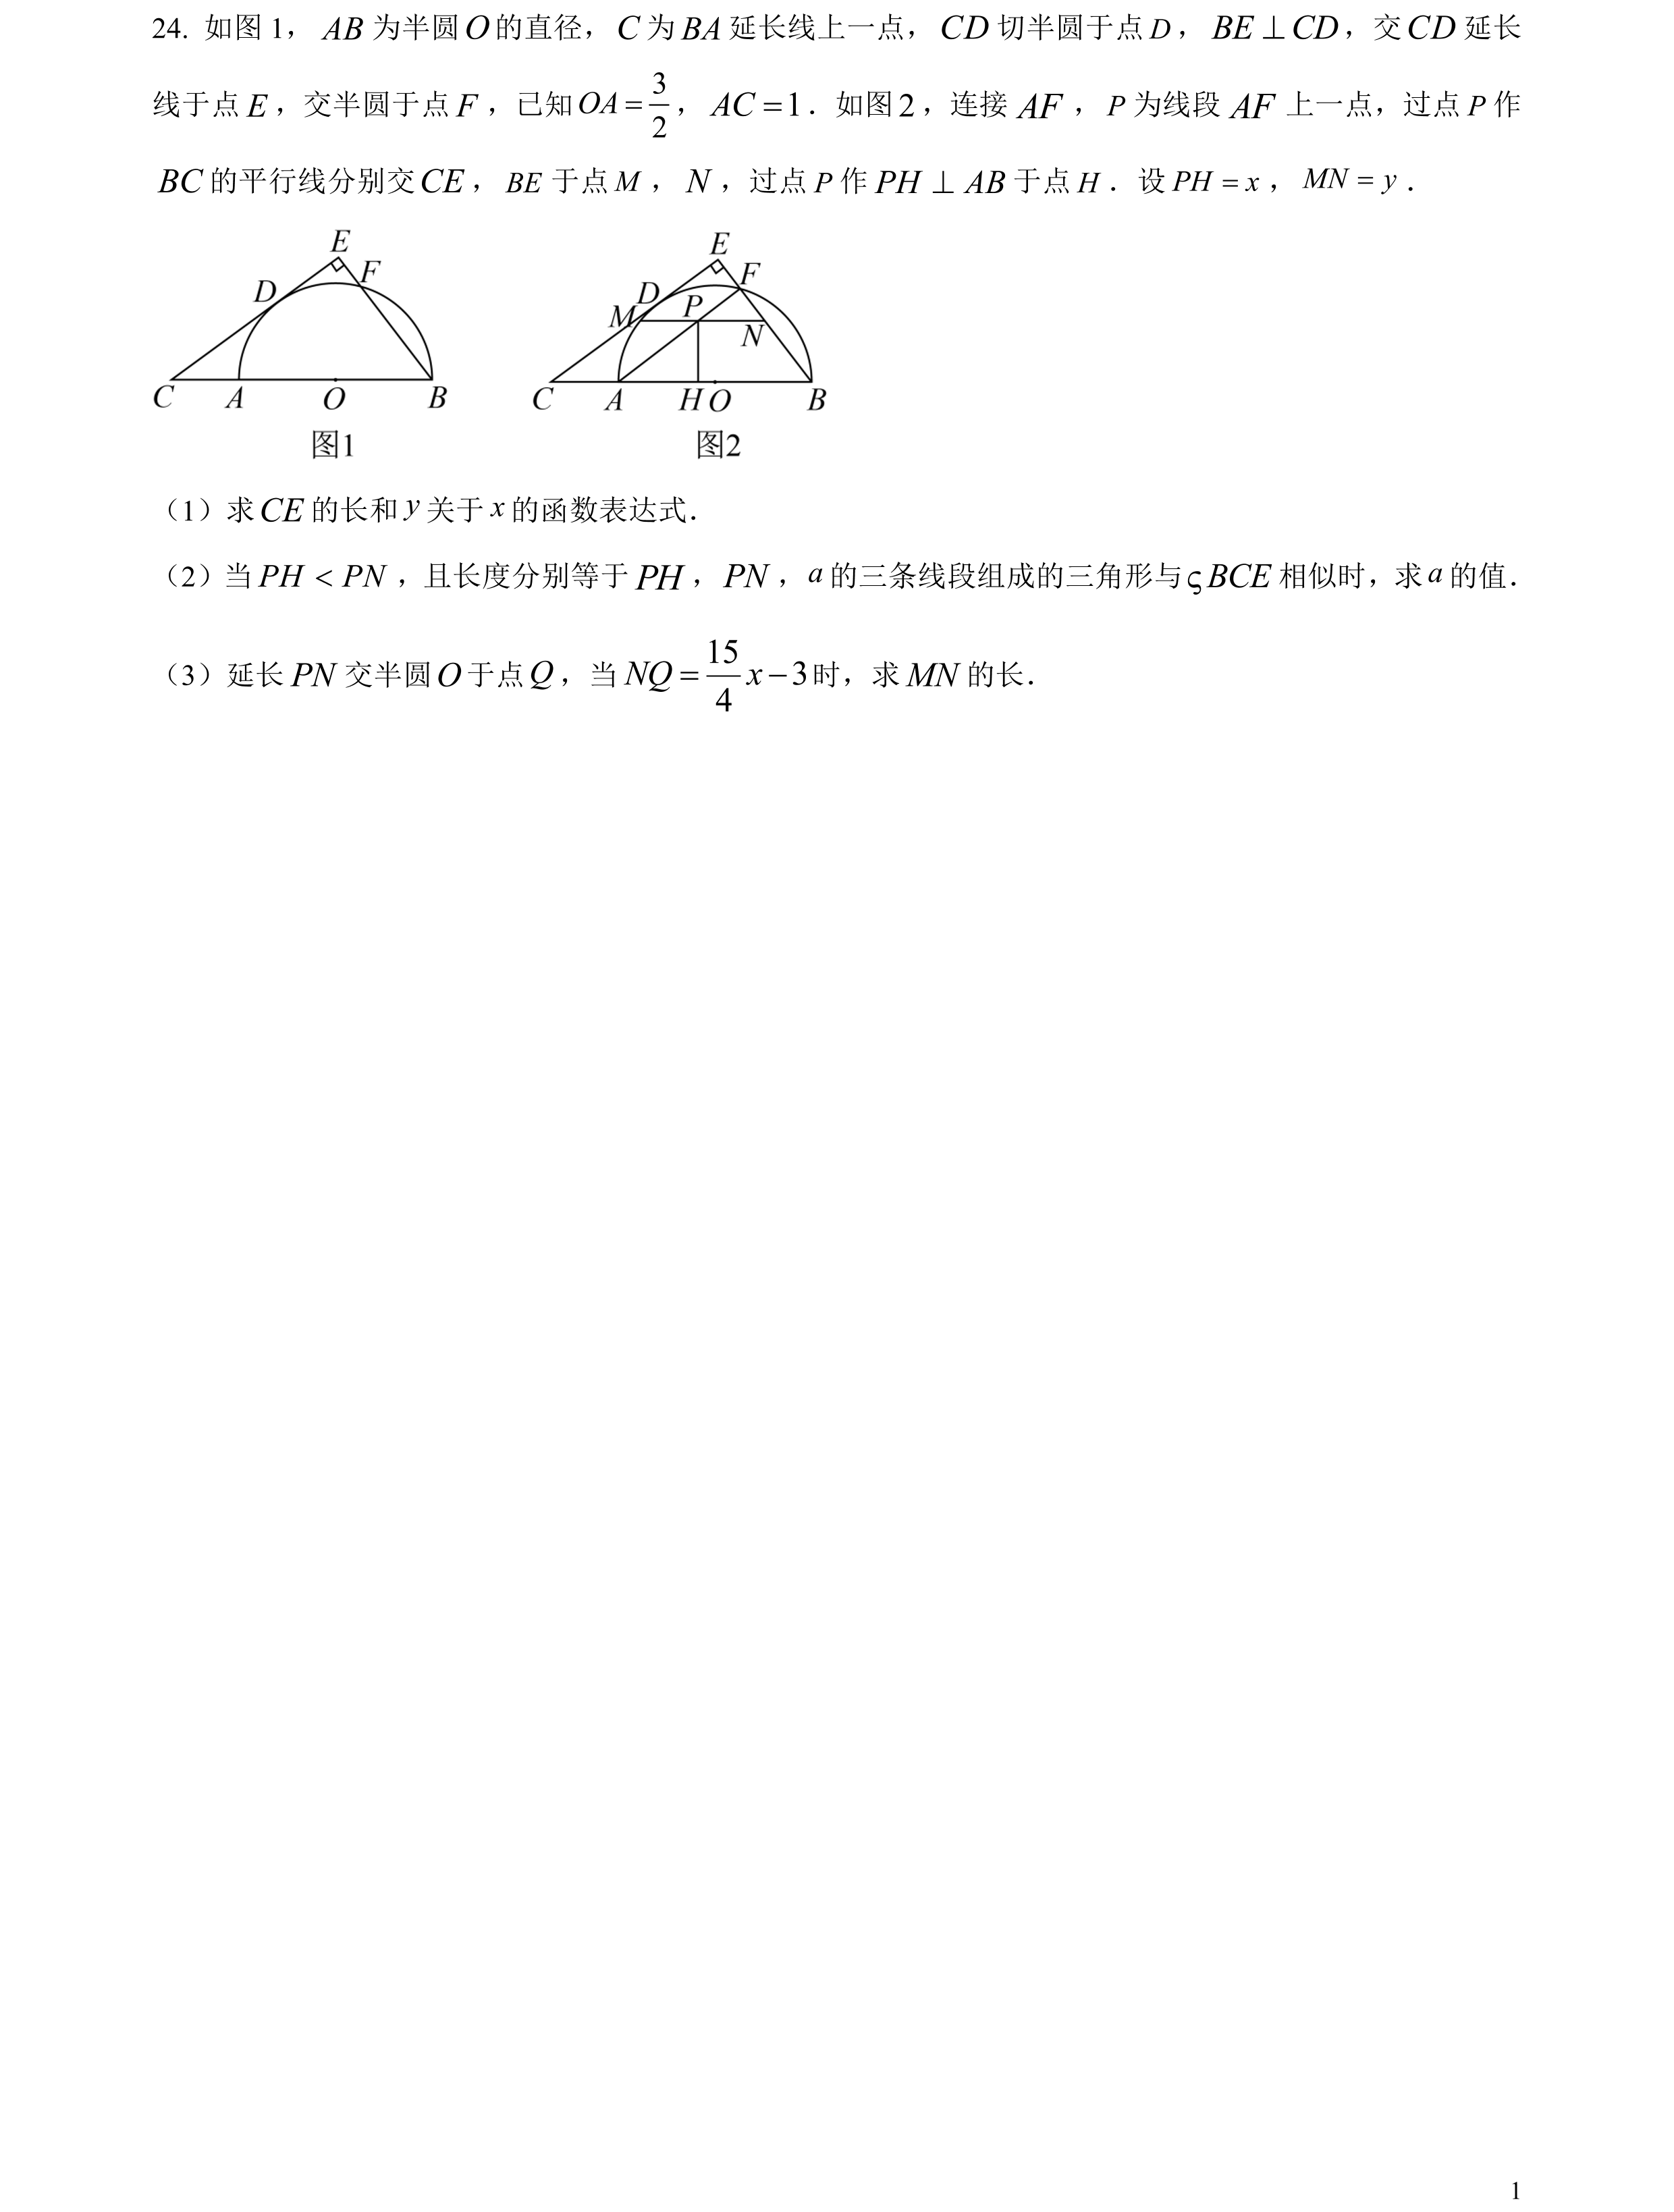 24. 如图 1， AB 为半圆 O 的直径， C 为 BA 延长线上一点， CD 切半圆于点 D ， BE ⊥ CD ，交 CD 延长
线于点 E ，交半圆于点 F ，已知 OA = 3/2 ， AC = 1 ．如图 2 ，连接 AF ， P 为线段 AF 上一点，过点 P 作
BC 的平行线分别交 CE ， BE 于点 M ， N ，过点 P 作 PH ⊥ AB 于点 H ．设 PH = x ， MN = y ．
E
F
D
C A O B
图1
E
F
D
P
M
N
C A H O B
图2
（1）求 CE 的长和 y 关于 x 的函数表达式．
（2）当 PH < PN ，且长度分别等于 PH ， PN ， a 的三条线段组成的三角形与 ς BCE 相似时，求 a 的值．
（3）延长 PN 交半圆 O 于点 Q ，当 NQ = 15/4 x − 3 时，求 MN 的长．
1